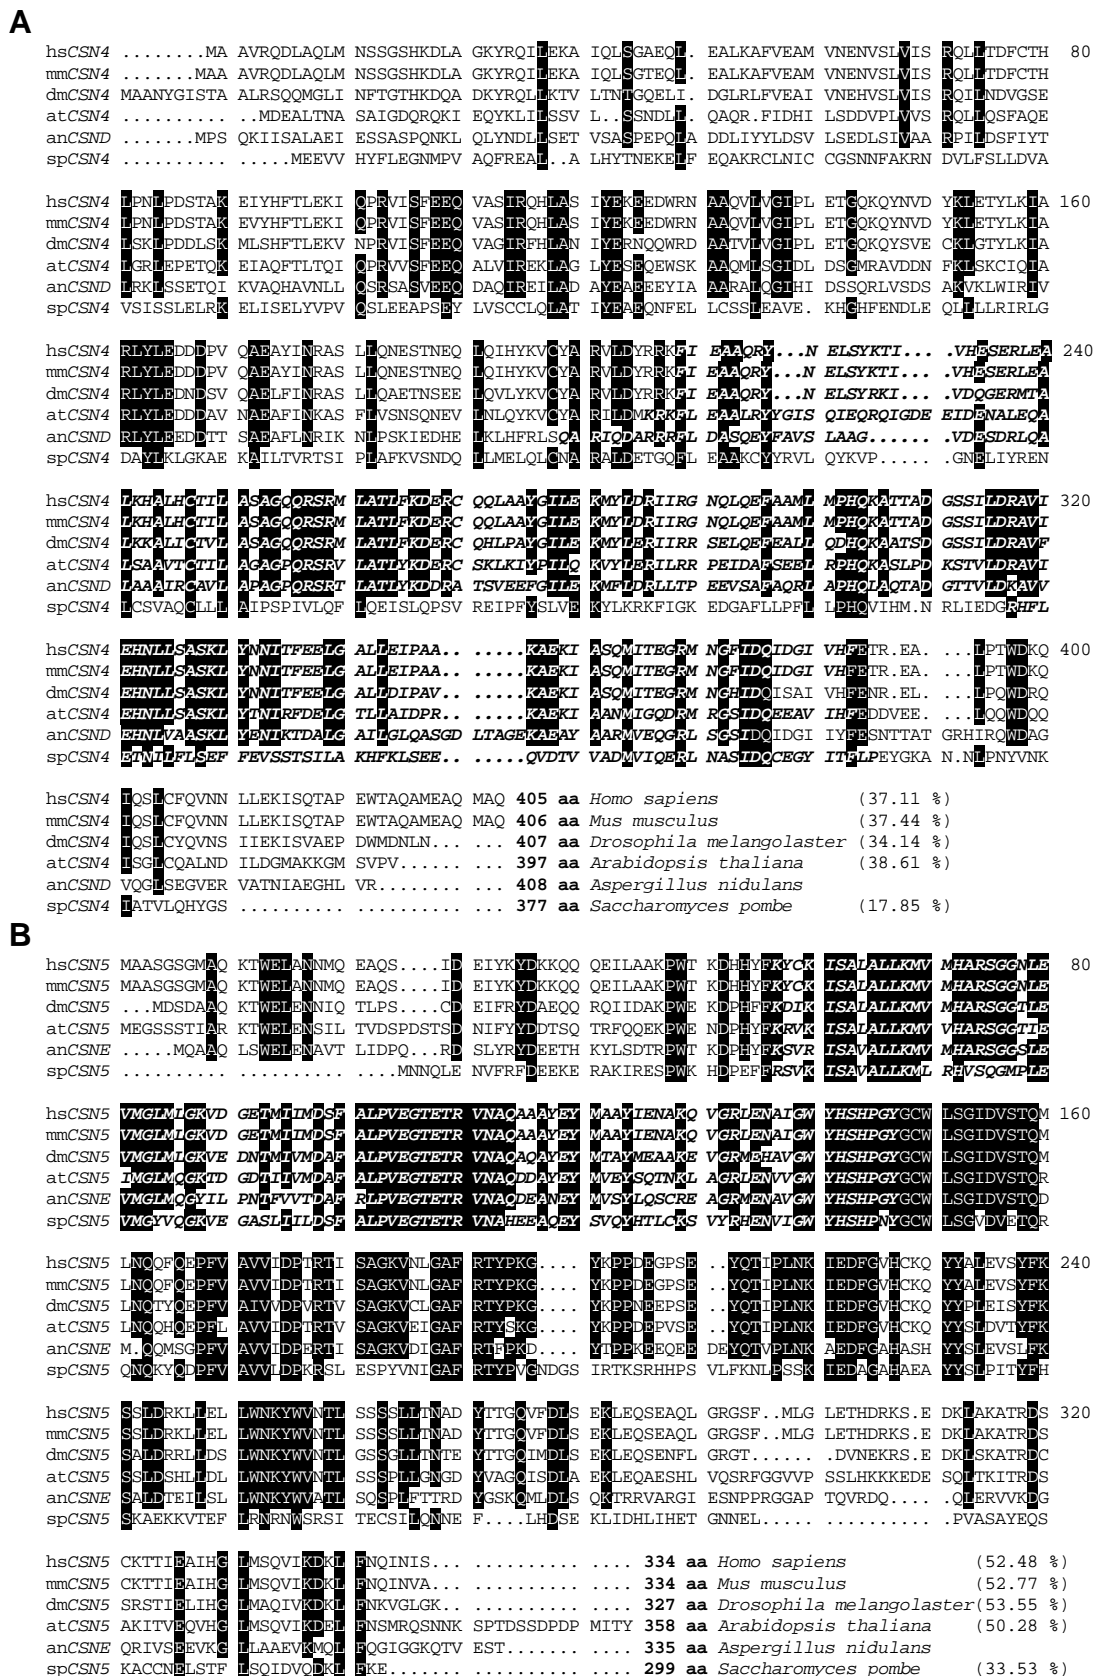 A
hsCSN4 ........MA AVRQDLAQLM NSSGSHKDLA GKYRQILEKA IQLSGAEQL. EALKAFVEAM VNENVSLVIS RQLLTDFCTH 80
mmCSN4 .......MAA AVRQDLAQLM NSSGSHKDLA GKYRQILEKA IQLSGTEQL. EALKAFVEAM VNENVSLVIS RQLLTDFCTH
dmCSN4 MAANYGISTA ALRSQQMGLI NFTGTHKDQA DKYRQLLKTV LTNTGQELI. DGLRLFVEAI VNEHVSLVIS RQILNDVGSE
atCSN4 ..........  ..MDEALTNA SAIGDQRQKI EQYKLILSSV L..SSNDLL. QAQR.FIDHI LSDDVPLVVS RQLLQSFAQE
anCSND .......MPS QKIISALAEI ESSASPQNKL QLYNDLLSET VSASPEPQLA DDLIYYLDSV LSEDLSIVAA RPILDSFIYT
spCSN4 .......... .....MEEVV HYFLEGNMPV AQFREAL..A LHYTNEKELF EQAKRCLNIC CGSNNFAKRN DVLFSLLDVA
hsCSN4 LPNLPDSTAK EIYHFTLEKI QPRVISFEEQ VASIRQHLAS IYEKEEDWRN AAQVLVGIPL ETGQKQYNVD YKLETYLKIA 160
mmCSN4 LPNLPDSTAK EVYHFTLEKI QPRVISFEEQ VASIRQHLAS IYEKEEDWRN AAQVLVGIPL ETGQKQYNVD YKLETYLKIA
dmCSN4 LSKLPDDLSK MLSHFTLEKV NPRVISFEEQ VAGIRFHLAN IYERNQQWRD AATVLVGIPL ETGQKQYSVE CKLGTYLKIA
atCSN4 LGRLEPETQK EIAQFTLTQI QPRVVSFEEQ ALVIREKLAG LYESEQEWSK AAQMLSGIDL DSGMRAVDDN FKLSKCIQIA
anCSND LRKLSSETQI KVAQHAVNLL QSRSASVEEQ DAQIREILAD AYEAEEEYIA AARALQGIHI DSSQRLVSDS AKVKLWIRIV
spCSN4 VSISSLELRK ELISELYVPV QSLEEAPSEY LVSCCLQLAT IYEAEQNFEL LCSSLEAVE. KHGHFENDLE QLLLLRIRLG
hsCSN4 RLYLEDDDPV QAEAYINRAS LLQNESTNEQ LQIHYKVCYA RVLDYRRKFI EAAQRY...N ELSYKTI... .VHESERLEA 240
mmCSN4 RLYLEDDDPV QAEAYINRAS LLQNESTNEQ LQIHYKVCYA RVLDYRRKFI EAAQRY...N ELSYKTI... .VHESERLEA
dmCSN4 RLYLEDNDSV QAELFINRAS LLQAETNSEE LQVLYKVCYA RVLDYRRKFI EAAQRY...N ELSYRKI... .VDQGERMTA
atCSN4 RLYLEDDDAV NAEAFINKAS FLVSNSQNEV LNLQYKVCYA RILDMKRKFL EAALRYYGIS QIEQRQIGDE EIDENALEQA
anCSND RLYLEEDDTT SAEAFLNRIK NLPSKIEDHE LKLHFRLSQA RIQDARRRFL DASQEYFAVS LAAG...... .VDESDRLQA
spCSN4 DAYLKLGKAE KAILTVRTSI PLAFKVSNDQ LLMELQLCNA RALDETGQFL EAAKCYYRVL QYKVP..... .GNELIYREN
hsCSN4 LKHALHCTIL ASAGQQRSRM LATLFKDERC QQLAAYGILE KMYLDRIIRG NQLQEFAAML MPHQKATTAD GSSILDRAVI 320
mmCSN4 LKHALHCTIL ASAGQQRSRM LATLFKDERC QQLAAYGILE KMYLDRIIRG NQLQEFAAML MPHQKATTAD GSSILDRAVI
dmCSN4 LKKALICTVL ASAGQQRSRM LATLFKDERC QHLPAYGILE KMYLERIIRR SELQEFEALL QDHQKAATSD GSSILDRAVF
atCSN4 LSAAVTCTIL AGAGPQRSRV LATLYKDERC SKLKIYPILQ KVYLERILRR PEIDAFSEEL RPHQKASLPD KSTVLDRAVI
anCSND LAAAIRCAVL APAGPQRSRT LATLYKDDRA TSVEEFGILE KMFLDRLLTP EEVSAFAQRL APHQLAQTAD GTTVLDKAVV
spCSN4 LCSVAQCLLL AIPSPIVLQF LQEISLQPSV REIPFYSLVE KYLKRKFIGK EDGAFLLPFL LPHQVIHM.N RLIEDGRHFL
hsCSN4 EHNLLSASKL YNNITFEELG ALLEIPAA.. .....KAEKI ASQMITEGRM NGFIDQIDGI VHFETR.EA. ...LPTWDKQ 400
mmCSN4 EHNLLSASKL YNNITFEELG ALLEIPAA.. .....KAEKI ASQMITEGRM NGFIDQIDGI VHFETR.EA. ...LPTWDKQ
dmCSN4 EHNLLSASKL YNNITFEELG ALLDIPAV.. .....KAEKI ASQMITEGRM NGHIDQISAI VHFENR.EL. ...LPQWDRQ
atCSN4 EHNLLSASKL YTNIRFDELG TLLAIDPR.. .....KAEKI AANMIGQDRM RGSIDQEEAV IHFEDDVEE. ...LQQWDQQ
anCSND EHNLVAASKL YENIKTDALG AILGLQASGD LTAGEKAEAY AARMVEQGRL SGSIDQIDGI IYFESNTTAT GRHIRQWDAG
spCSN4 ETNILFLSEF FEVSSTSILA KHFKLSEE.. .....QVDTV VADMVIQERL NASIDQCEGY ITFLPEYGKA N.NLPNYVNK
hsCSN4 IQSLCFQVNN LLEKISQTAP EWTAQAMEAQ MAQ 405 aa Homo sapiens (37.11 %)
mmCSN4 IQSLCFQVNN LLEKISQTAP EWTAQAMEAQ MAQ 406 aa Mus musculus (37.44 %)
dmCSN4 IQSLCYQVNS IIEKISVAEP DWMDNLN... ... 407 aa Drosophila melangolaster (34.14 %)
atCSN4 ISGLCQALND ILDGMAKKGM SVPV...... ... 397 aa Arabidopsis thaliana (38.61 %)
anCSND VQGLSEGVER VATNIAEGHL VR........ ... 408 aa Aspergillus nidulans
spCSN4 IATVLQHYGS .......... .......... ... 377 aa Saccharomyces pombe (17.85 %)
B
hsCSN5 MAASGSGMAQ KTWELANNMQ EAQS....ID EIYKYDKKQQ QEILAAKPWT KDHHYFKYCK ISALALLKMV MHARSGGNLE 80
mmCSN5 MAASGSGMAQ KTWELANNMQ EAQS....ID EIYKYDKKQQ QEILAAKPWT KDHHYFKYCK ISALALLKMV MHARSGGNLE
dmCSN5 ...MDSDAAQ KTWELENNIQ TLPS....CD EIFRYDAEQQ RQIIDAKPWE KDPHFFKDIK ISALALLKMV MHARSGGTLE
atCSN5 MEGSSSTIAR KTWELENSIL TVDSPDSTSD NIFYYDDTSQ TRFQQEKPWE NDPHYFKRVK ISALALLKMV VHARSGGTIE
anCSNE .....MQAAQ LSWELENAVT LIDPQ...RD SLYRYDEETH KYLSDTRPWT KDPHYFKSVR ISAVALLKMV MHARSGGSLE
spCSN5 .......... .......... ....MNNQLE NVFRFDEEKE RAKIRESPWK HDPEFFRSVK ISAVALLKML RHVSQGMPLE
hsCSN5 VMGLMLGKVD GETMIIMDSF ALPVEGTETR VNAQAAAYEY MAAYIENAKQ VGRLENAIGW YHSHPGYGCW LSGIDVSTQM 160
mmCSN5 VMGLMLGKVD GETMIIMDSF ALPVEGTETR VNAQAAAYEY MAAYIENAKQ VGRLENAIGW YHSHPGYGCW LSGIDVSTQM
dmCSN5 VMGLMLGKVE DNTMIVMDAF ALPVEGTETR VNAQAQAYEY MTAYMEAAKE VGRMEHAVGW YHSHPGYGCW LSGIDVSTQM
atCSN5 IMGLMQGKTD GDTIIVMDAF ALPVEGTETR VNAQDDAYEY MVEYSQTNKL AGRLENVVGW YHSHPGYGCW LSGIDVSTQR
anCSNE VMGLMQGYIL PNTFVVTDAF RLPVEGTETR VNAQDEANEY MVSYLQSCRE AGRMENAVGW YHSHPGYGCW LSGIDVSTQD
spCSN5 VMGYVQGKVE GASLIILDSF ALPVEGTETR VNAHEEAQEY SVQYHTLCKS VYRHENVIGW YHSHPNYGCW LSGVDVETQR
hsCSN5 LNQQFQEPFV AVVIDPTRTI SAGKVNLGAF RTYPKG.... YKPPDEGPSE ..YQTIPLNK IEDFGVHCKQ YYALEVSYFK 240
mmCSN5 LNQQFQEPFV AVVIDPTRTI SAGKVNLGAF RTYPKG.... YKPPDEGPSE ..YQTIPLNK IEDFGVHCKQ YYALEVSYFK
dmCSN5 LNQTYQEPFV AIVVDPVRTV SAGKVCLGAF RTYPKG.... YKPPNEEPSE ..YQTIPLNK IEDFGVHCKQ YYPLEISYFK
atCSN5 LNQQHQEPFL AVVIDPTRTV SAGKVEIGAF RTYSKG.... YKPPDEPVSE ..YQTIPLNK IEDFGVHCKQ YYSLDVTYFK
anCSNE M.QQMSGPFV AVVIDPERTI SAGKVDIGAF RTFPKD.... YTPPKEEQEE DEYQTVPLNK AEDFGAHASH YYSLEVSLFK
spCSN5 QNQKYQDPFV AVVLDPKRSL ESPYVNIGAF RTYPVGNDGS IRTKSRHHPS VLFKNLPSSK IEDAGAHAEA YYSLPITYFH
hsCSN5 SSLDRKLLEL LWNKYWVNTL SSSSLLTNAD YTTGQVFDLS EKLEQSEAQL GRGSF..MLG LETHDRKS.E DKLAKATRDS 320
mmCSN5 SSLDRKLLEL LWNKYWVNTL SSSSLLTNAD YTTGQVFDLS EKLEQSEAQL GRGSF..MLG LETHDRKS.E DKLAKATRDS
dmCSN5 SALDRRLLDS LWNKYWVNTL GSSGLLTNTE YTTGQIMDLS EKLEQSENFL GRGT...... .DVNEKRS.E DKLSKATRDC
atCSN5 SSLDSHLLDL LWNKYWVNTL SSSPLLGNGD YVAGQISDLA EKLEQAESHL VQSRFGGVVP SSLHKKKEDE SQLTKITRDS
anCSNE SALDTEILSL LWNKYWVATL SQSPLFTTRD YGSKQMLDLS QKTRRVARGI ESNPPRGGAP TQVRDQ.... .QLERVVKDG
spCSN5 SKAEKKVTEF LRNRNWSRSI TECSILQNNE F....LHDSE KLIDHLIHET GNNEL..... .......... ..PVASAYEQS
hsCSN5 CKTTIEAIHG LMSQVIKDKL FNQINIS... .......... .... 334 aa Homo sapiens (52.48 %)
mmCSN5 CKTTIEAIHG LMSQVIKDKL FNQINVA... .......... .... 334 aa Mus musculus (52.77 %)
dmCSN5 SRSTIELIHG LMAQIVKDKL FNKVGLGK.. .......... .... 327 aa Drosophila melangolaster (53.55 %)
atCSN5 AKITVEQVHG LMSQVIKDEL FNSMRQSNNK SPTDSSDPDP MITY 358 aa Arabidopsis thaliana (50.28 %)
anCSNE QRIVSEEVKG LLAAEVKMQL FQGIGGKQTV EST....... .... 335 aa Aspergillus nidulans
spCSN5 KACCNELSTF LSQIDVQDKL FKE....... .......... .... 299 aa Saccharomyces pombe (33.53 %)